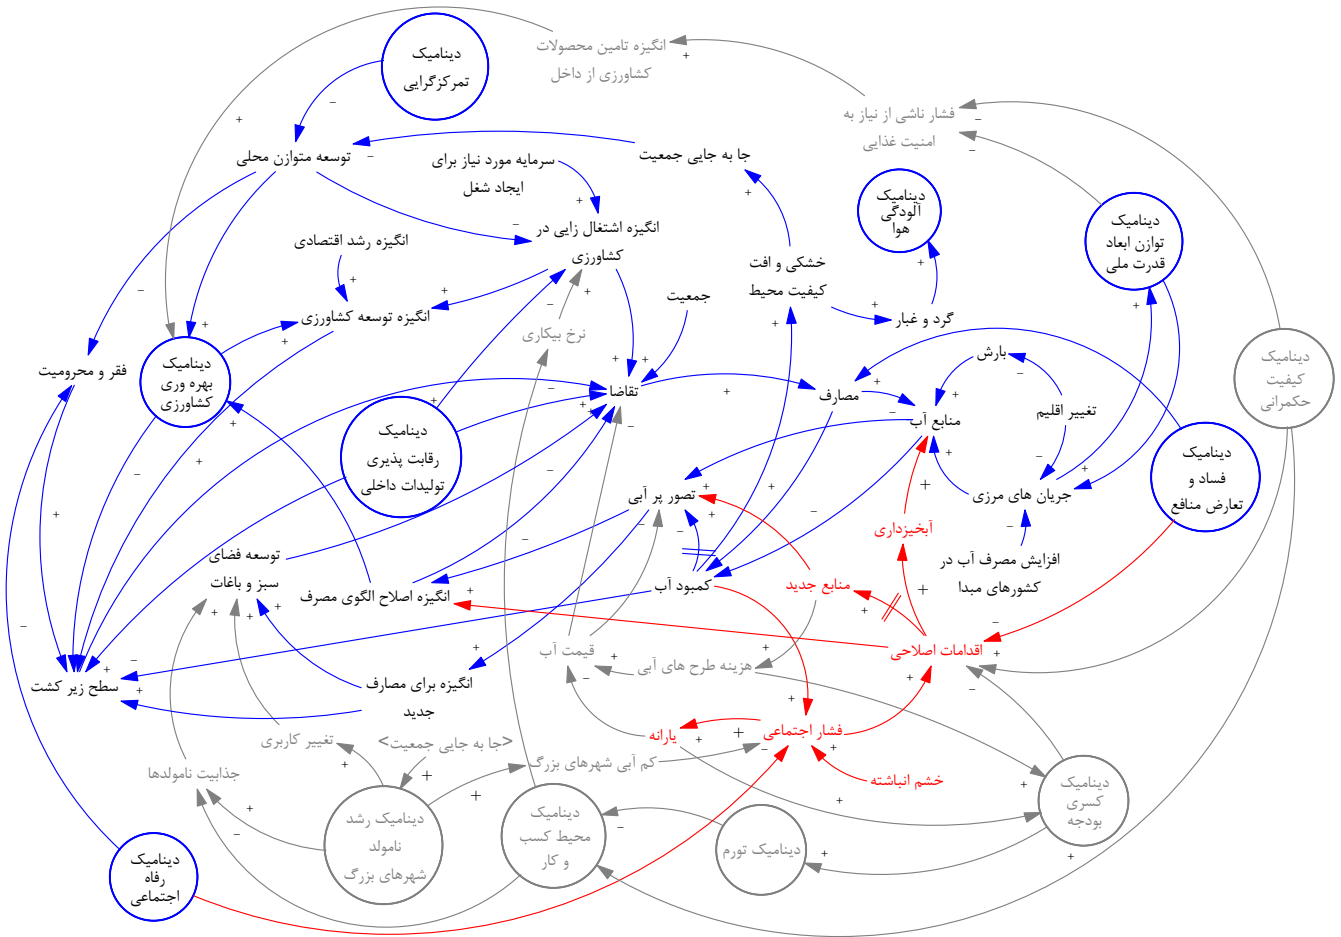 انگیزه تامین محصولات
کشاورزی از داخل
دینامیک
تمرکزگرایی
فشار ناشی از نیاز به
امنیت غذایی
توسعه متوازن محلی
سرمایه مورد نیاز برای
ایجاد شغل
جا به جایی جمعیت
دینامیک
آلودگی
هوا
دینامیک
توازن ابعاد
قدرت ملی
انگیزه رشد اقتصادی
انگیزه اشتغال زایی در
کشاورزی
خشکی و افت
کیفیت محیط
جمعیت
گرد و غبار
انگیزه توسعه کشاورزی
نرخ بیکاری
بارش
فقر و محرومیت
دینامیک
بهره وری
کشاورزی
تقاضا
مصارف
دینامیک
کیفیت
حکمرانی
تغییر اقلیم
منابع آب
دینامیک
رقابت پذیری
تولیدات داخلی
دینامیک
فساد و
تعارض منافع
تصور پر آبی
جریان های مرزی
آبخیزداری
توسعه فضای
سبز و باغات
افزایش مصرف آب در
کشورهای مبدا
انگیزه اصلاح الگوی مصرف
کمبود آب
منابع جدید
اقدامات اصلاحی
قیمت آب
هزینه طرح های آبی
سطح زیر کشت
انگیزه برای مصارف
جدید
یارانه
فشار اجتماعی
تغییر کاربری
<جا به جایی جمعیت>
کم آبی شهرهای بزرگ
خشم انباشته
جذابیت نامولدها
دینامیک رشد
نامولد
شهرهای بزرگ
دینامیک
محیط کسب
و کار
دینامیک تورم
دینامیک
کسری
بودجه
دینامیک
رفاه
اجتماعی